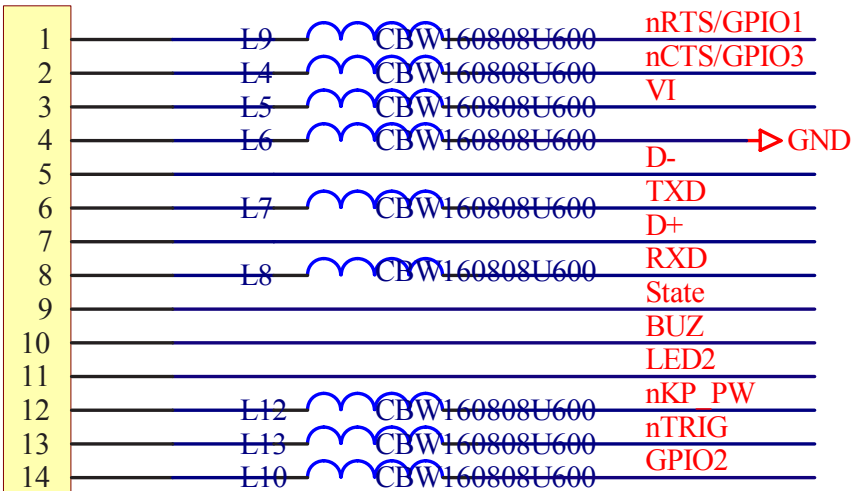 1 L9 CBW160808U600 nRTS/GPIO1
2 L4 CBW160808U600 nCTS/GPIO3
3 L5 CBW160808U600 VI
4 L6 CBW160808U600 GND
5 D-
6 L7 CBW160808U600 TXD
7 D+
8 L8 CBW160808U600 RXD
9 State
10 BUZ
11 LED2
12 L12 CBW160808U600 nKP_PW
13 L13 CBW160808U600 nTRIG
14 L10 CBW160808U600 GPIO2